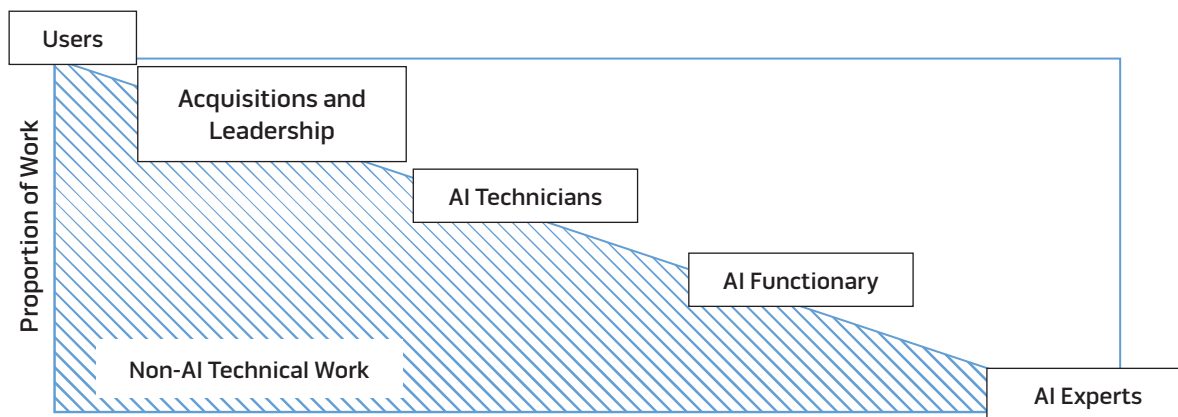 Users
Acquisitions and
Leadership
AI Technicians
AI Functionary
AI Experts
Proportion of Work
Non-AI Technical Work